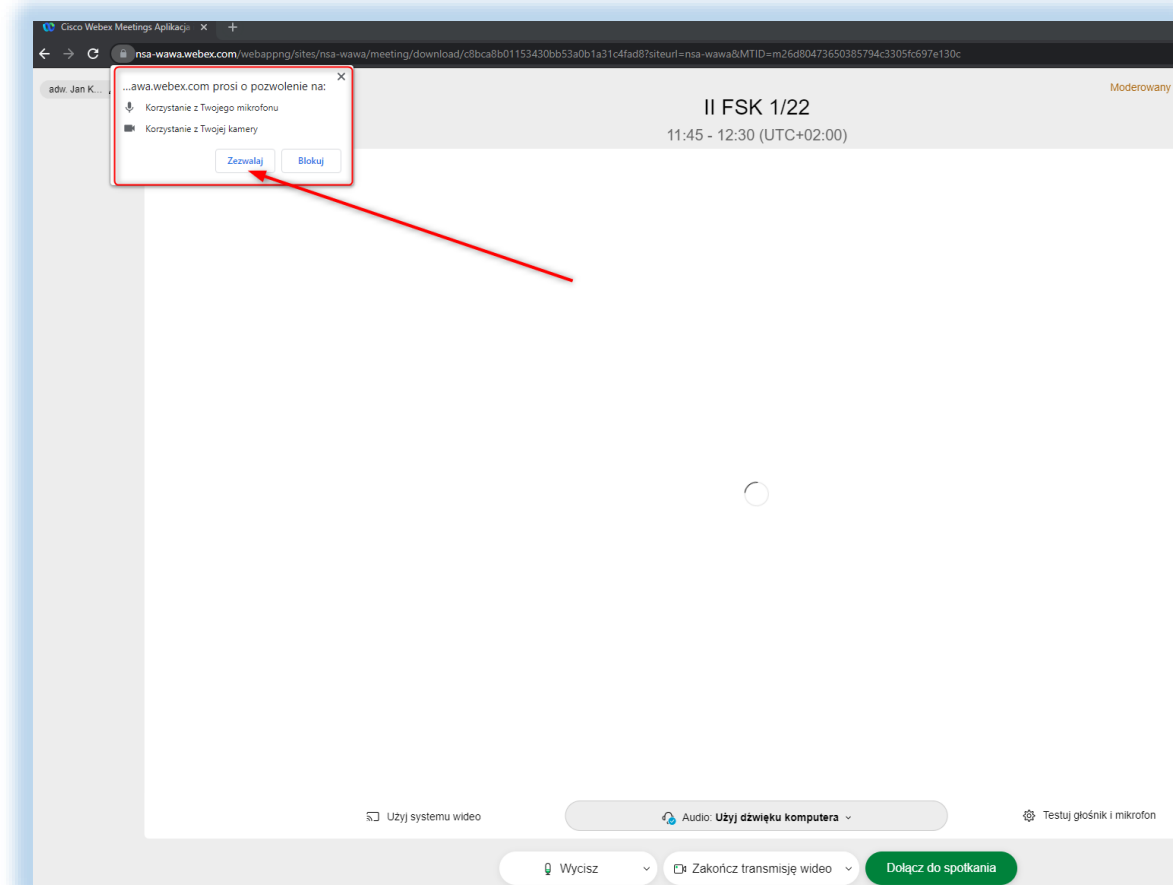 Cisco Webex Meetings Aplikacja
nsa-wawa.webex.com/webappng/sites/nsa-wawa/meeting/download/c8bca8b01153430bb53a0b1a31c4fad8?siteurl=nsa-wawa&MTID=m26d80473650385794c3305fc697e130c
adw. Jan K...
...awa.webex.com prosi o pozwolenie na:
Korzystanie z Twojego mikrofonu
Korzystanie z Twojej kamery
Zezwalaj Blokuj
Moderowany
II FSK 1/22
11:45 - 12:30 (UTC+02:00)
Użyj systemu wideo
Audio: Użyj dźwięku komputera
Testuj głośnik i mikrofon
Wycisz
Zakończ transmisję wideo
Dołącz do spotkania